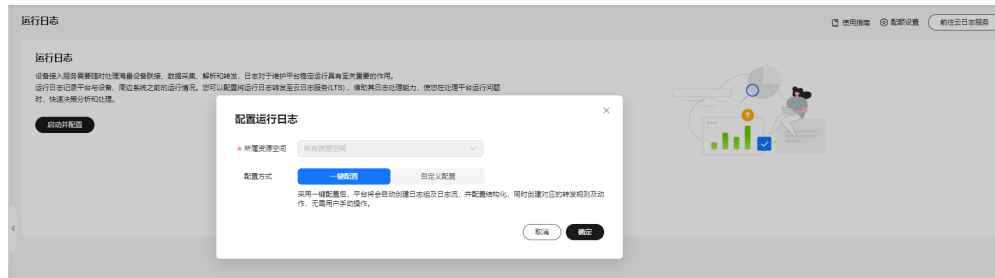 运行日志
使用指南 配额设置 前往云日志服务
运行日志
设备接入服务需要随时处理海量设备联接、数据采集、解析和转发,日志对于维护平台稳定运行具有至关重要的作用。
运行日志记录平台与设备、周边系统之前的运行情况。您可以配置将运行日志转发至云日志服务(LTS),借助其日志处理能力,使您在处理平台运行问题
时,快速决策分析和处理。
启动并配置
配置运行日志
* 所属资源空间 所有资源空间
配置方式 一键配置 自定义配置
采用一键配置后,平台将会自动创建日志组及日志流,并配置结构化,同时创建对应的转发规则及动
作,无需用户手动操作。
取消 确定